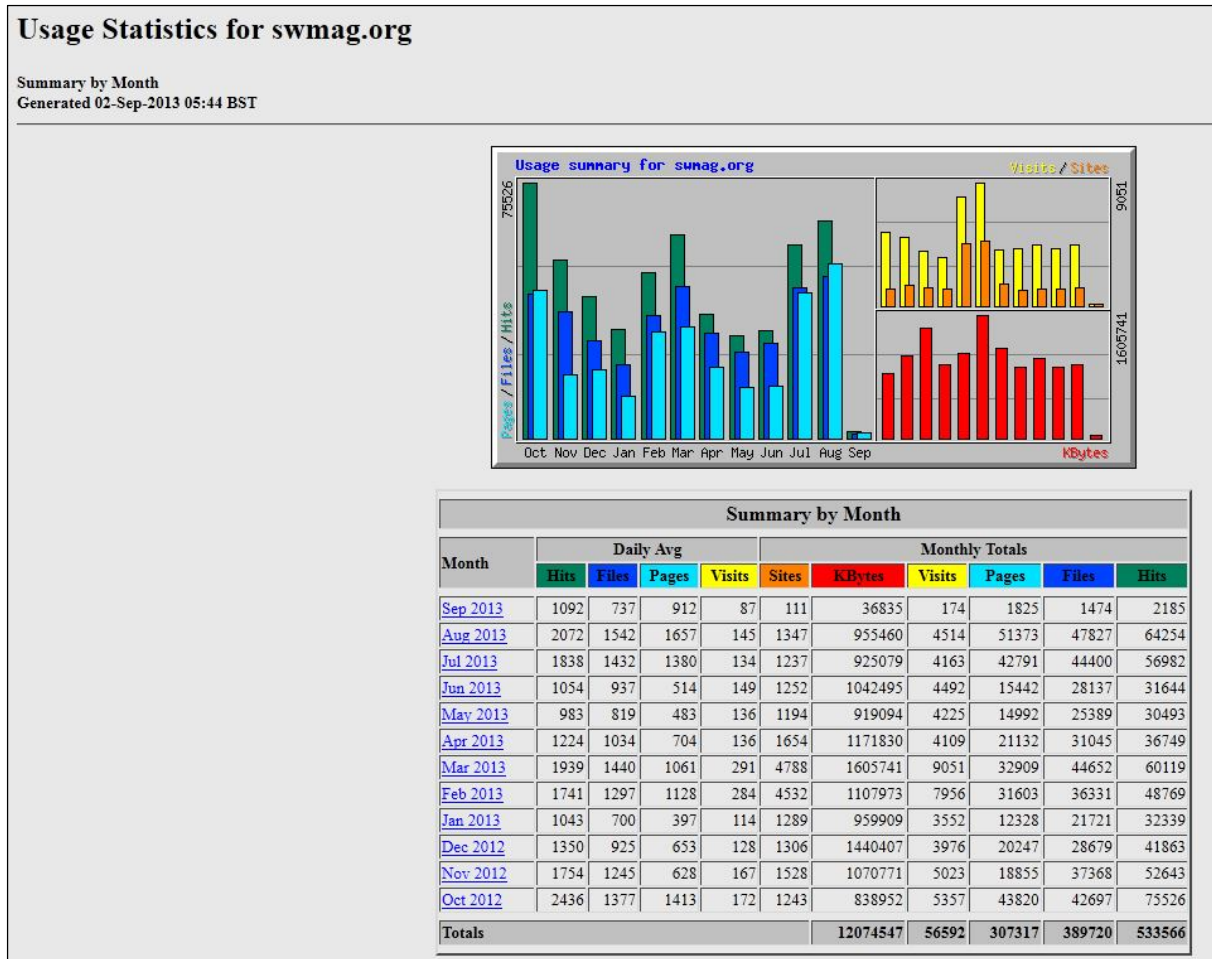 Usage Statistics for swmag.org
Summary by Month
Generated 02-Sep-2013 05:44 BST
Usage summary for swmag.org
Visits / Sites
75526
9051
Pages / Files / Hits
1605741
Oct Nov Dec Jan Feb Mar Apr May Jun Jul Aug Sep
KBytes
Summary by Month
Month Daily Avg Monthly Totals
Hits Files Pages Visits Sites KBytes Visits Pages Files Hits
Sep 2013 1092 737 912 87 111 36835 174 1825 1474 2185
Aug 2013 2072 1542 1657 145 1347 955460 4514 51373 47827 64254
Jul 2013 1838 1432 1380 134 1237 925079 4163 42791 44400 56982
Jun 2013 1054 937 514 149 1252 1042495 4492 15442 28137 31644
May 2013 983 819 483 136 1194 919094 4225 14992 25389 30493
Apr 2013 1224 1034 704 136 1654 1171830 4109 21132 31045 36749
Mar 2013 1939 1440 1061 291 4788 1605741 9051 32909 44652 60119
Feb 2013 1741 1297 1128 284 4532 1107973 7956 31603 36331 48769
Jan 2013 1043 700 397 114 1289 959909 3552 12328 21721 32339
Dec 2012 1350 925 653 128 1306 1440407 3976 20247 28679 41863
Nov 2012 1754 1245 628 167 1528 1070771 5023 18855 37368 52643
Oct 2012 2436 1377 1413 172 1243 838952 5357 43820 42697 75526
Totals 12074547 56592 307317 389720 533566